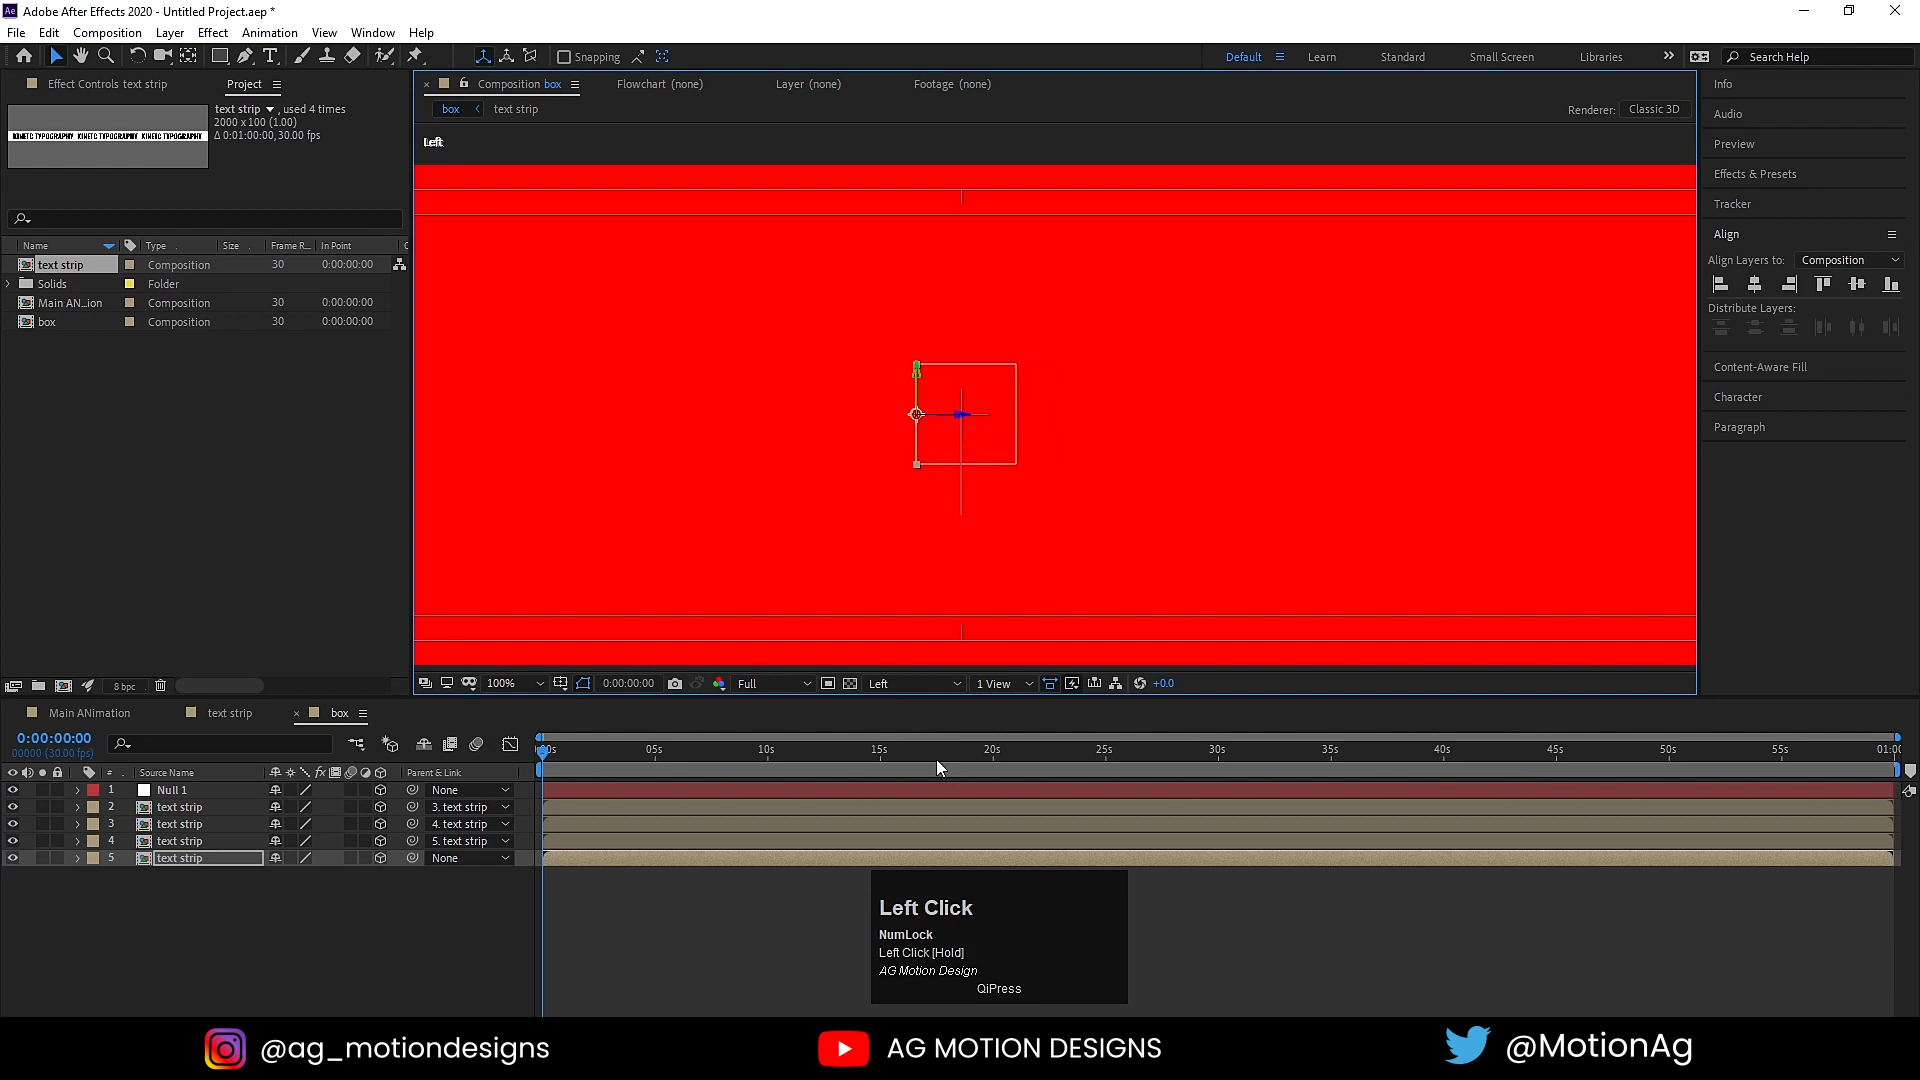 Adobe After Effects 2020 - Untitled Project.aep *
File Edit Composition Layer Effect Animation View Window Help
Snapping
Default Learn Standard Small Screen Libraries Search Help
Effect Controls text strip Project
Composition box Flowchart (none) Layer (none) Footage (none)
box text strip Renderer: Classic 3D
text strip , used 4 times
2000 x 100 (1.00)
Δ 0:01:00:00, 30.00 fps
KINETC TYPOGRAPHY KINETC TYPOGRAPHY KINETC TYPOGRAPHY
Left
Name Type Size Frame R... In Point
text strip Composition 30 0:00:00:00
Solids Folder
Main AN...ion Composition 30 0:00:00:00
box Composition 30 0:00:00:00
Info
Audio
Preview
Effects & Presets
Tracker
Align
Align Layers to: Composition
Distribute Layers:
Content-Aware Fill
Character
Paragraph
8 bpc
100% 0:00:00:00 Full Left 1 View +0.0
Main ANimation text strip box
0:00:00:00
00000 (30.00 fps)
05s 10s 15s 20s 25s 30s 35s 40s 45s 50s 55s
# Source Name fx Parent & Link
1 Null 1 None
2 text strip 3. text strip
3 text strip 4. text strip
4 text strip 5. text strip
5 text strip None
Left Click
NumLock
Left Click [Hold]
AG Motion Design
QiPress
@ag_motiondesigns AG MOTION DESIGNS @MotionAg